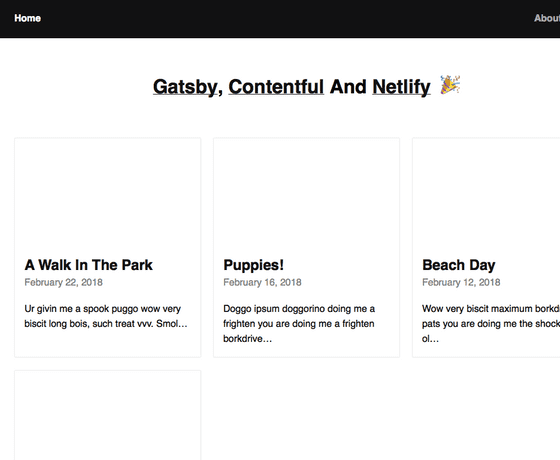 Home
About
Gatsby, Contentful And Netlify 🎉
A Walk In The Park
February 22, 2018
Ur givin me a spook puggo wow very
biscit long bois, such treat vvv. Smol…
Puppies!
February 16, 2018
Doggo ipsum doggorino doing me a
frighten you are doing me a frighten
borkdrive…
Beach Day
February 12, 2018
Wow very biscit maximum borkd
pats you are doing me the shock
ol…